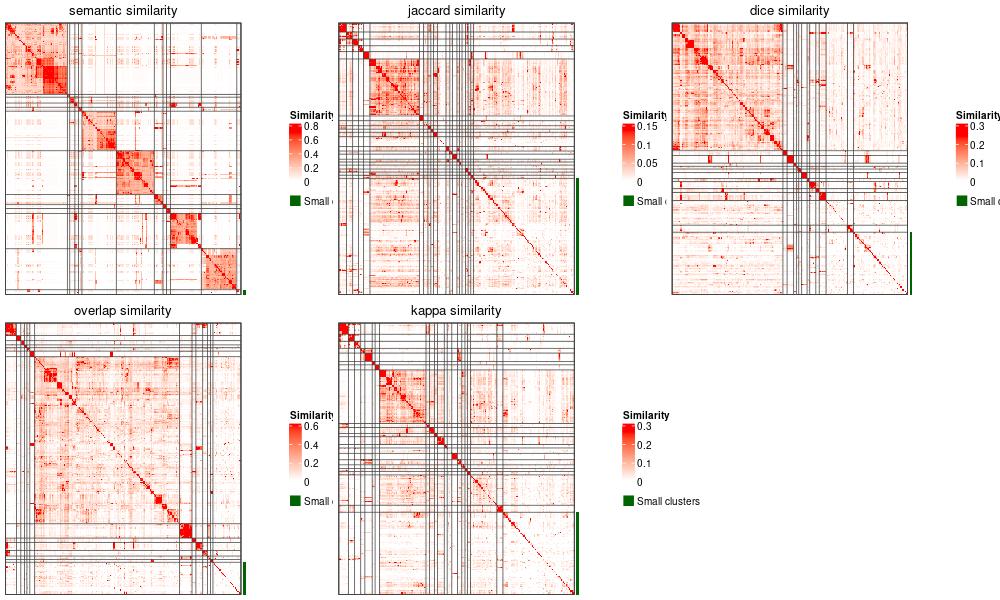 semantic similarity
jaccard similarity
dice similarity
Similarity
0.8
0.6
0.4
0.2
0
Small
Similarity
0.15
0.1
0.05
0
Small
Similarity
0.3
0.2
0.1
0
Small cl
overlap similarity
kappa similarity
Similarity
0.6
0.4
0.2
0
Small
Similarity
0.3
0.2
0.1
0
Small clusters